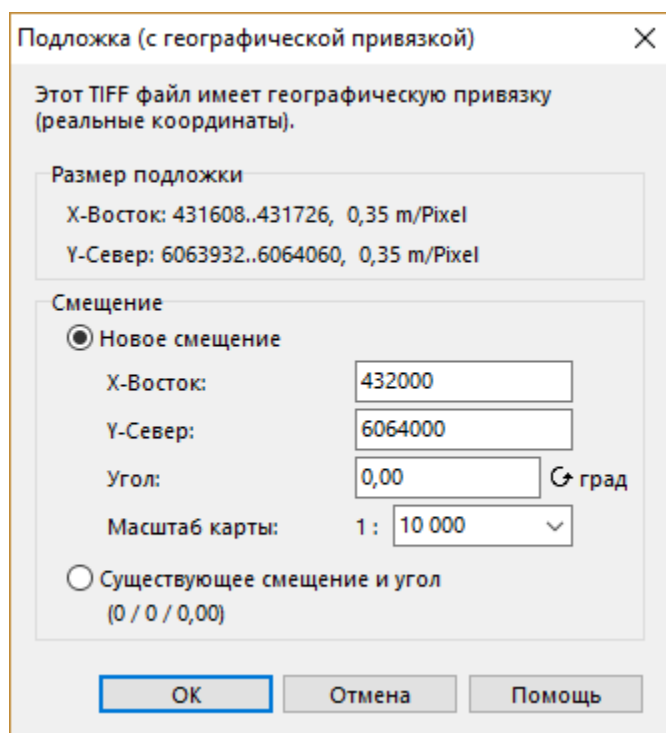 Подложка (с географической привязкой)
Этот TIFF файл имеет географическую привязку
(реальные координаты).
Размер подложки
X-Восток: 431608..431726, 0,35 m/Pixel
Y-Север: 6063932..6064060, 0,35 m/Pixel
Смещение
Новое смещение
X-Восток: 432000
Y-Север: 6064000
Угол: 0,00 град
Масштаб карты: 1 : 10 000
Существующее смещение и угол
(0 / 0 / 0,00)
OK Отмена Помощь